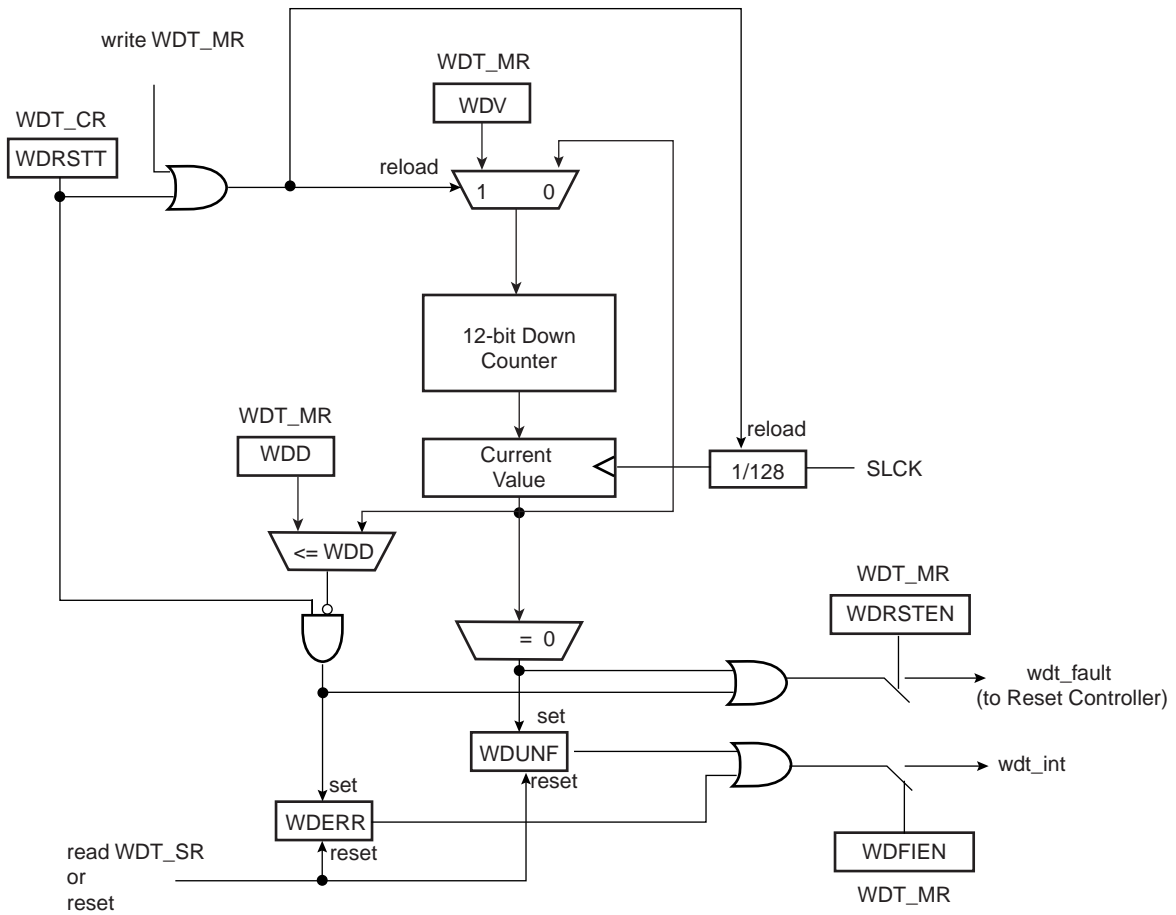 write WDT_MR
WDT_MR
WDV
WDT_CR
WDRSTT
reload
1 0
12-bit Down
Counter
WDT_MR
WDD
Current
Value
reload
1/128
SLCK
<= WDD
= 0
WDT_MR
WDRSTEN
wdt_fault
(to Reset Controller)
set
WDUNF
reset
wdt_int
set
WDERR
reset
read WDT_SR
or
reset
WDFIEN
WDT_MR